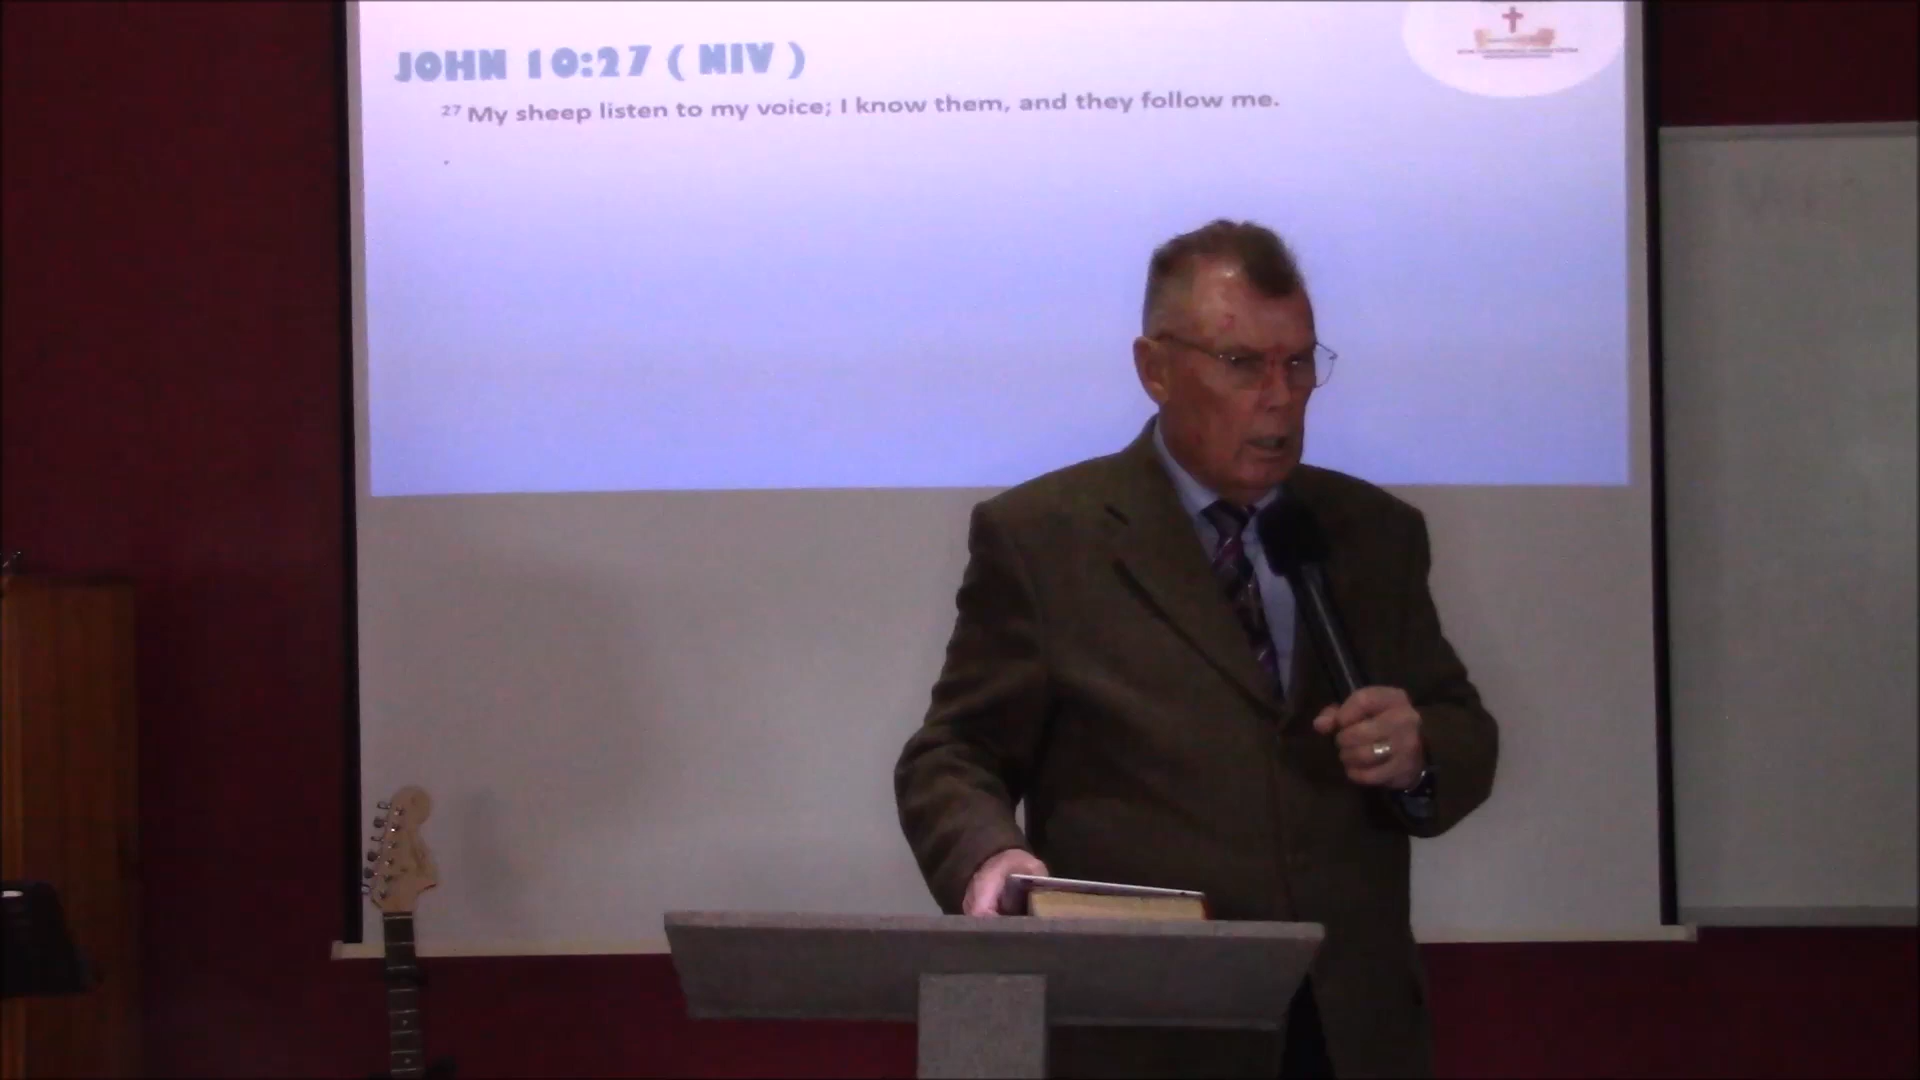 JOHN 10:27 ( NIV )
27 My sheep listen to my voice; I know them, and they follow me.